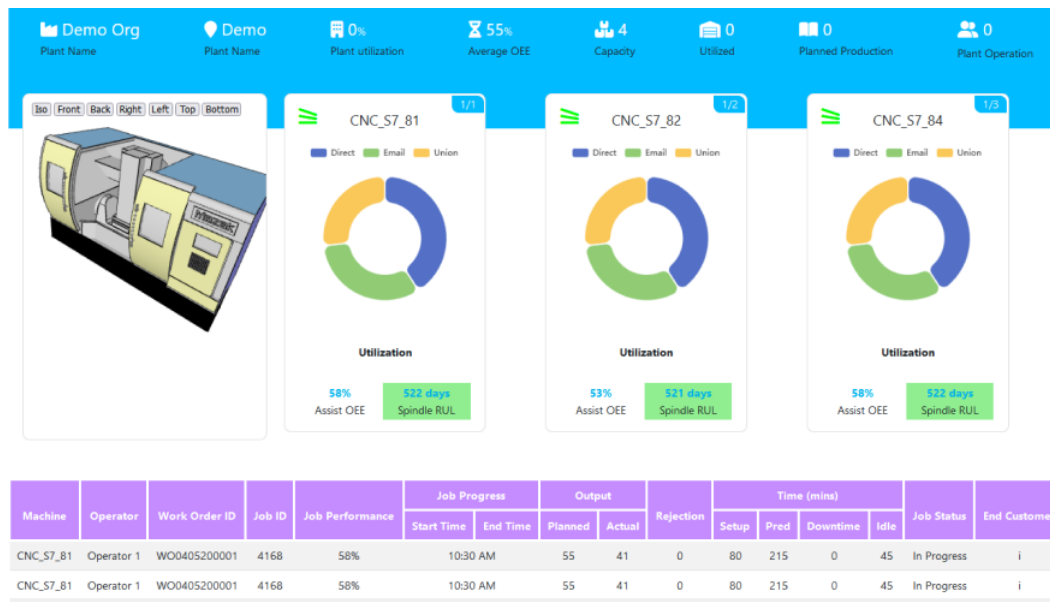 Demo Org
Plant Name
Demo
Plant Name
0%
Plant utilization
55%
Average OEE
4
Capacity
0
Utilized
0
Planned Production
0
Plant Operation
Iso Front Back Right Left Top Bottom
1/1
CNC_S7_81
Direct Email Union
Utilization
58%
Assist OEE
522 days
Spindle RUL
1/2
CNC_S7_82
Direct Email Union
Utilization
53%
Assist OEE
521 days
Spindle RUL
1/3
CNC_S7_84
Direct Email Union
Utilization
58%
Assist OEE
522 days
Spindle RUL
Machine Operator Work Order ID Job ID Job Performance Job Progress Output Rejection Time (mins) Job Status End Custome
Start Time End Time Planned Actual Setup Pred Downtime Idle
CNC_S7_81 Operator 1 WO0405200001 4168 58% 10:30 AM 55 41 0 80 215 0 45 In Progress i
CNC_S7_81 Operator 1 WO0405200001 4168 58% 10:30 AM 55 41 0 80 215 0 45 In Progress i